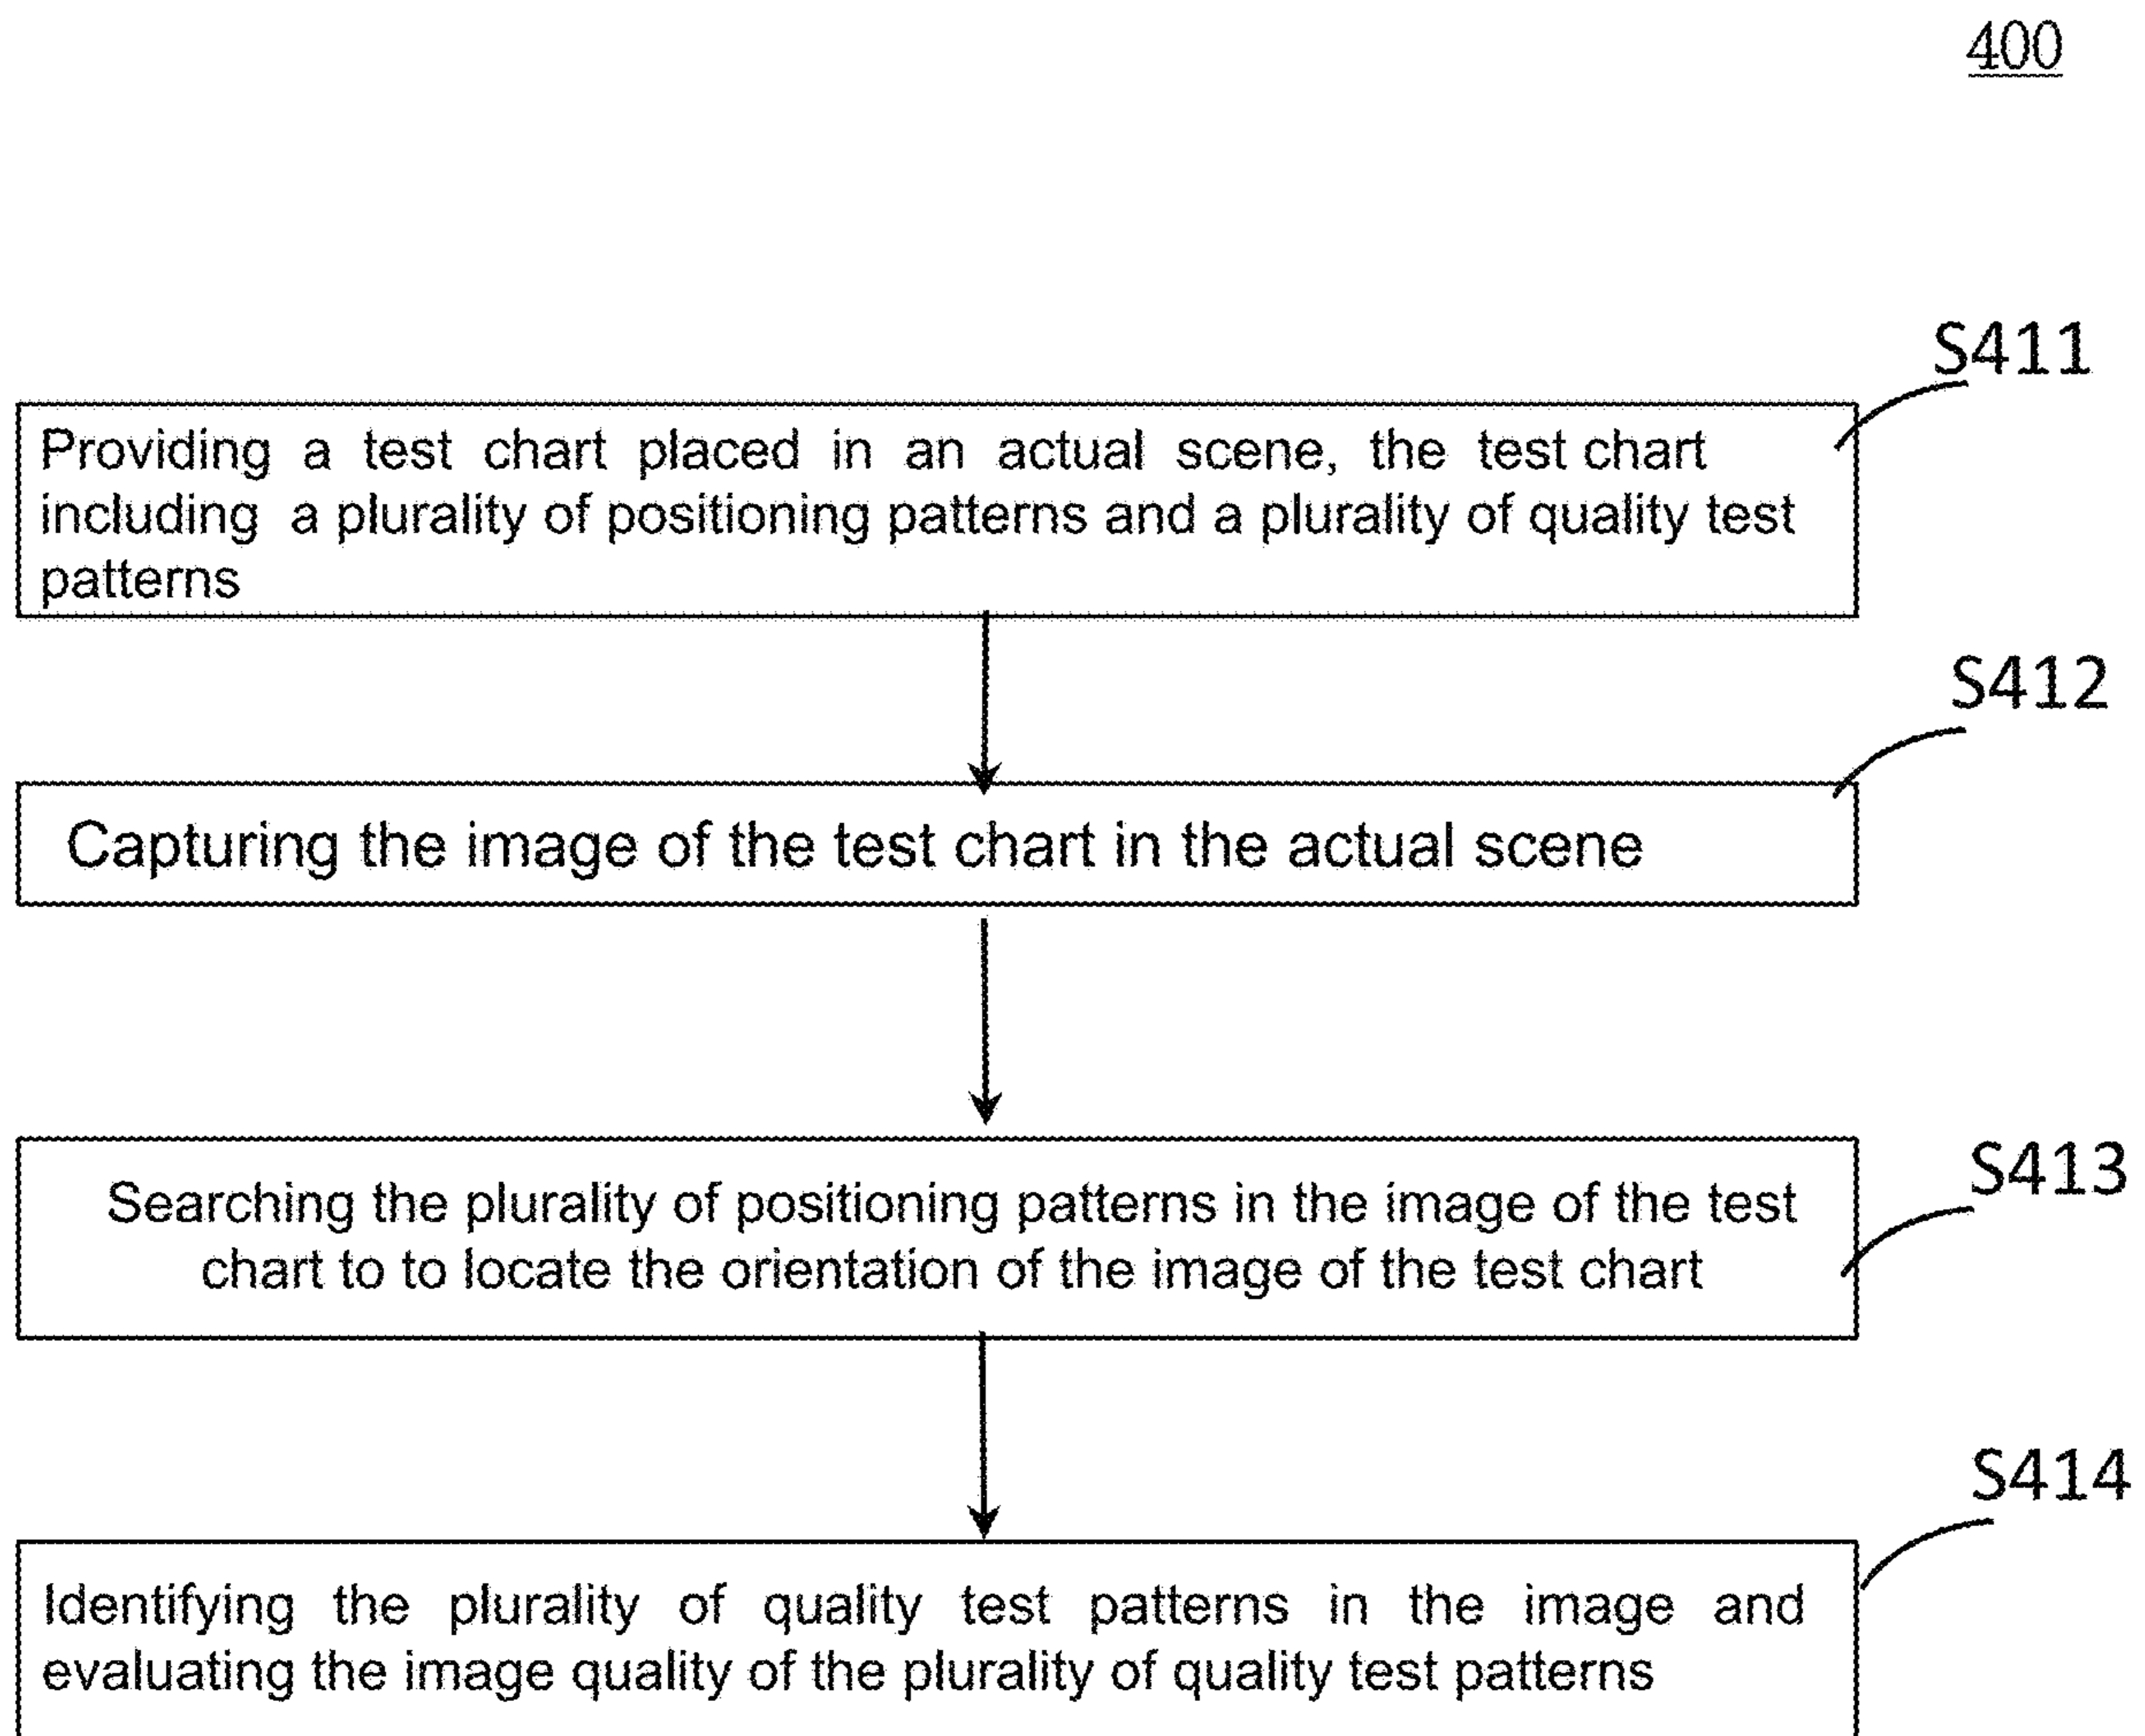 400
S411
Providing a test chart placed in an actual scene, the test chart
including a plurality of positioning patterns and a plurality of quality test
patterns
S412
Capturing the image of the test chart in the actual scene
S413
Searching the plurality of positioning patterns in the image of the test
chart to to locate the orientation of the image of the test chart
S414
Identifying the plurality of quality test patterns in the image and
evaluating the image quality of the plurality of quality test patterns